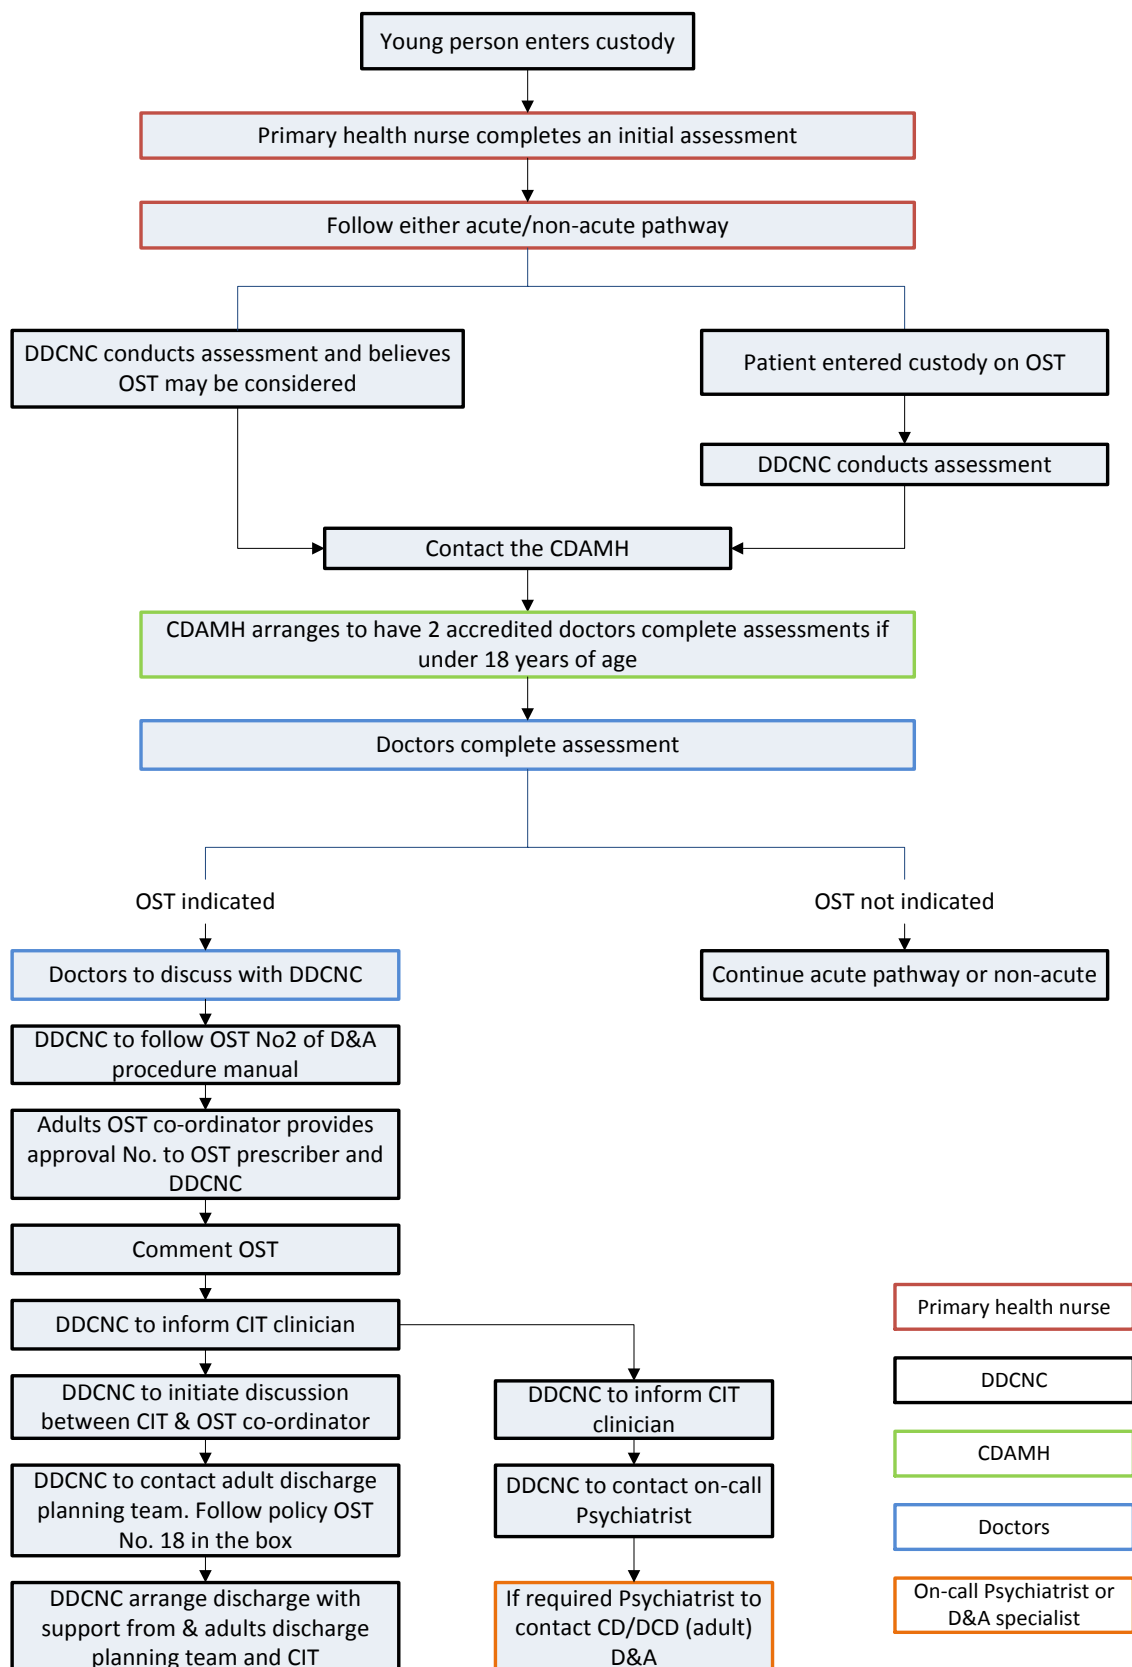 Young person enters custody
Primary health nurse completes an initial assessment
Follow either acute/non-acute pathway
DDCNC conducts assessment and believes
OST may be considered
Patient entered custody on OST
DDCNC conducts assessment
Contact the CDAMH
CDAMH arranges to have 2 accredited doctors complete assessments if
under 18 years of age
Doctors complete assessment
OST indicated
OST not indicated
Doctors to discuss with DDCNC
Continue acute pathway or non-acute
DDCNC to follow OST No2 of D&A
procedure manual
Adults OST co-ordinator provides
approval No. to OST prescriber and
DDCNC
Comment OST
DDCNC to inform CIT clinician
DDCNC to initiate discussion
between CIT & OST co-ordinator
DDCNC to contact adult discharge
planning team. Follow policy OST
No. 18 in the box
DDCNC arrange discharge with
support from & adults discharge
planning team and CIT
DDCNC to inform CIT
clinician
DDCNC to contact on-call
Psychiatrist
If required Psychiatrist to
contact CD/DCD (adult)
D&A
Primary health nurse
DDCNC
CDAMH
Doctors
On-call Psychiatrist or
D&A specialist